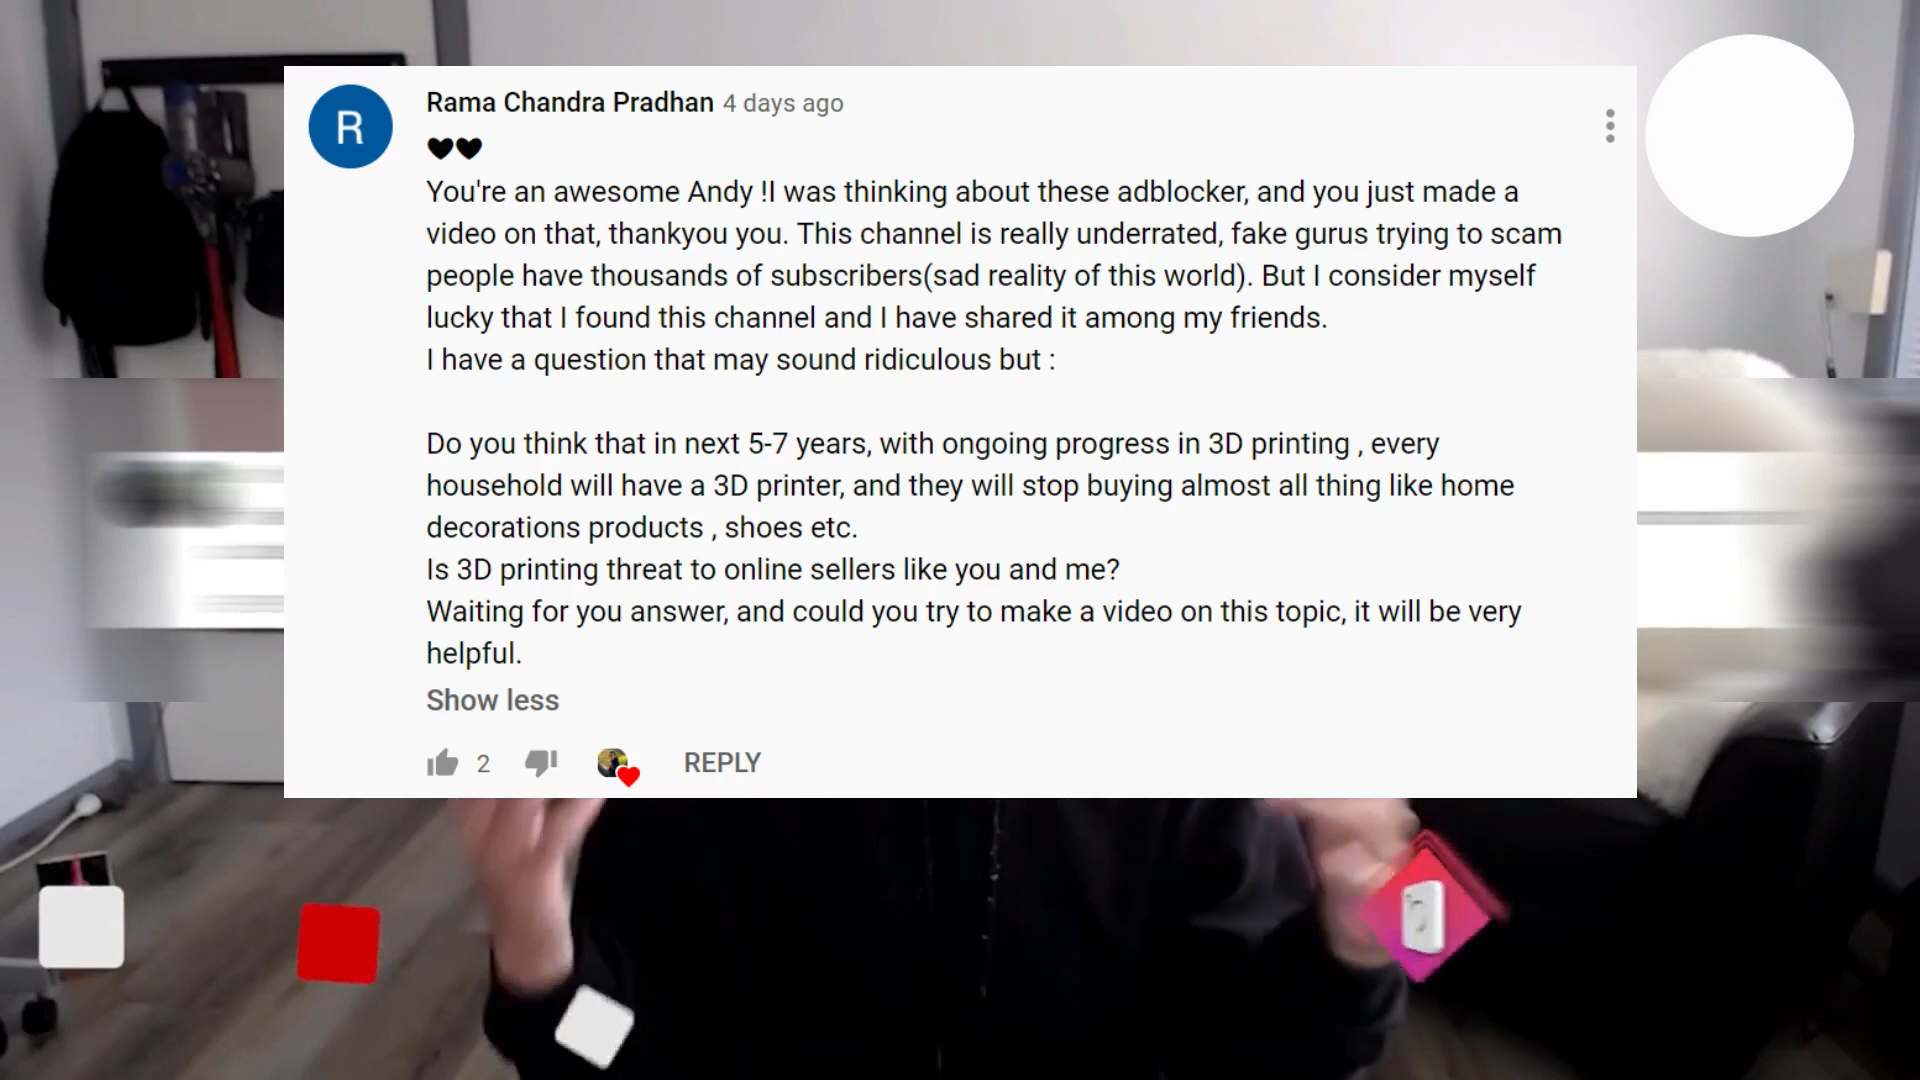 R
Rama Chandra Pradhan 4 days ago
🖤🖤
You're an awesome Andy !I was thinking about these adblocker, and you just made a
video on that, thankyou you. This channel is really underrated, fake gurus trying to scam
people have thousands of subscribers(sad reality of this world). But I consider myself
lucky that I found this channel and I have shared it among my friends.
I have a question that may sound ridiculous but :
Do you think that in next 5-7 years, with ongoing progress in 3D printing , every
household will have a 3D printer, and they will stop buying almost all thing like home
decorations products , shoes etc.
Is 3D printing threat to online sellers like you and me?
Waiting for you answer, and could you try to make a video on this topic, it will be very
helpful.
Show less
2
REPLY